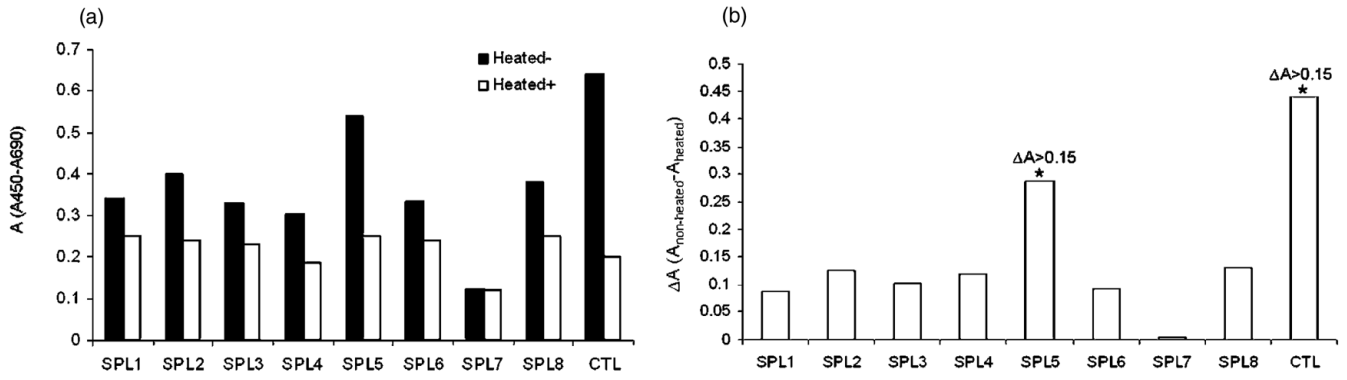 (a)
0.7
0.6
0.5
0.4
0.3
0.2
0.1
0
A (A450-A690)
Heated-
Heated+
SPL1 SPL2 SPL3 SPL4 SPL5 SPL6 SPL7 SPL8 CTL
(b)
0.5
0.45
0.4
0.35
0.3
0.25
0.2
0.15
0.1
0.05
0
ΔA (Anon-heated-Aheated)
ΔA>0.15
*
ΔA>0.15
*
SPL1 SPL2 SPL3 SPL4 SPL5 SPL6 SPL7 SPL8 CTL